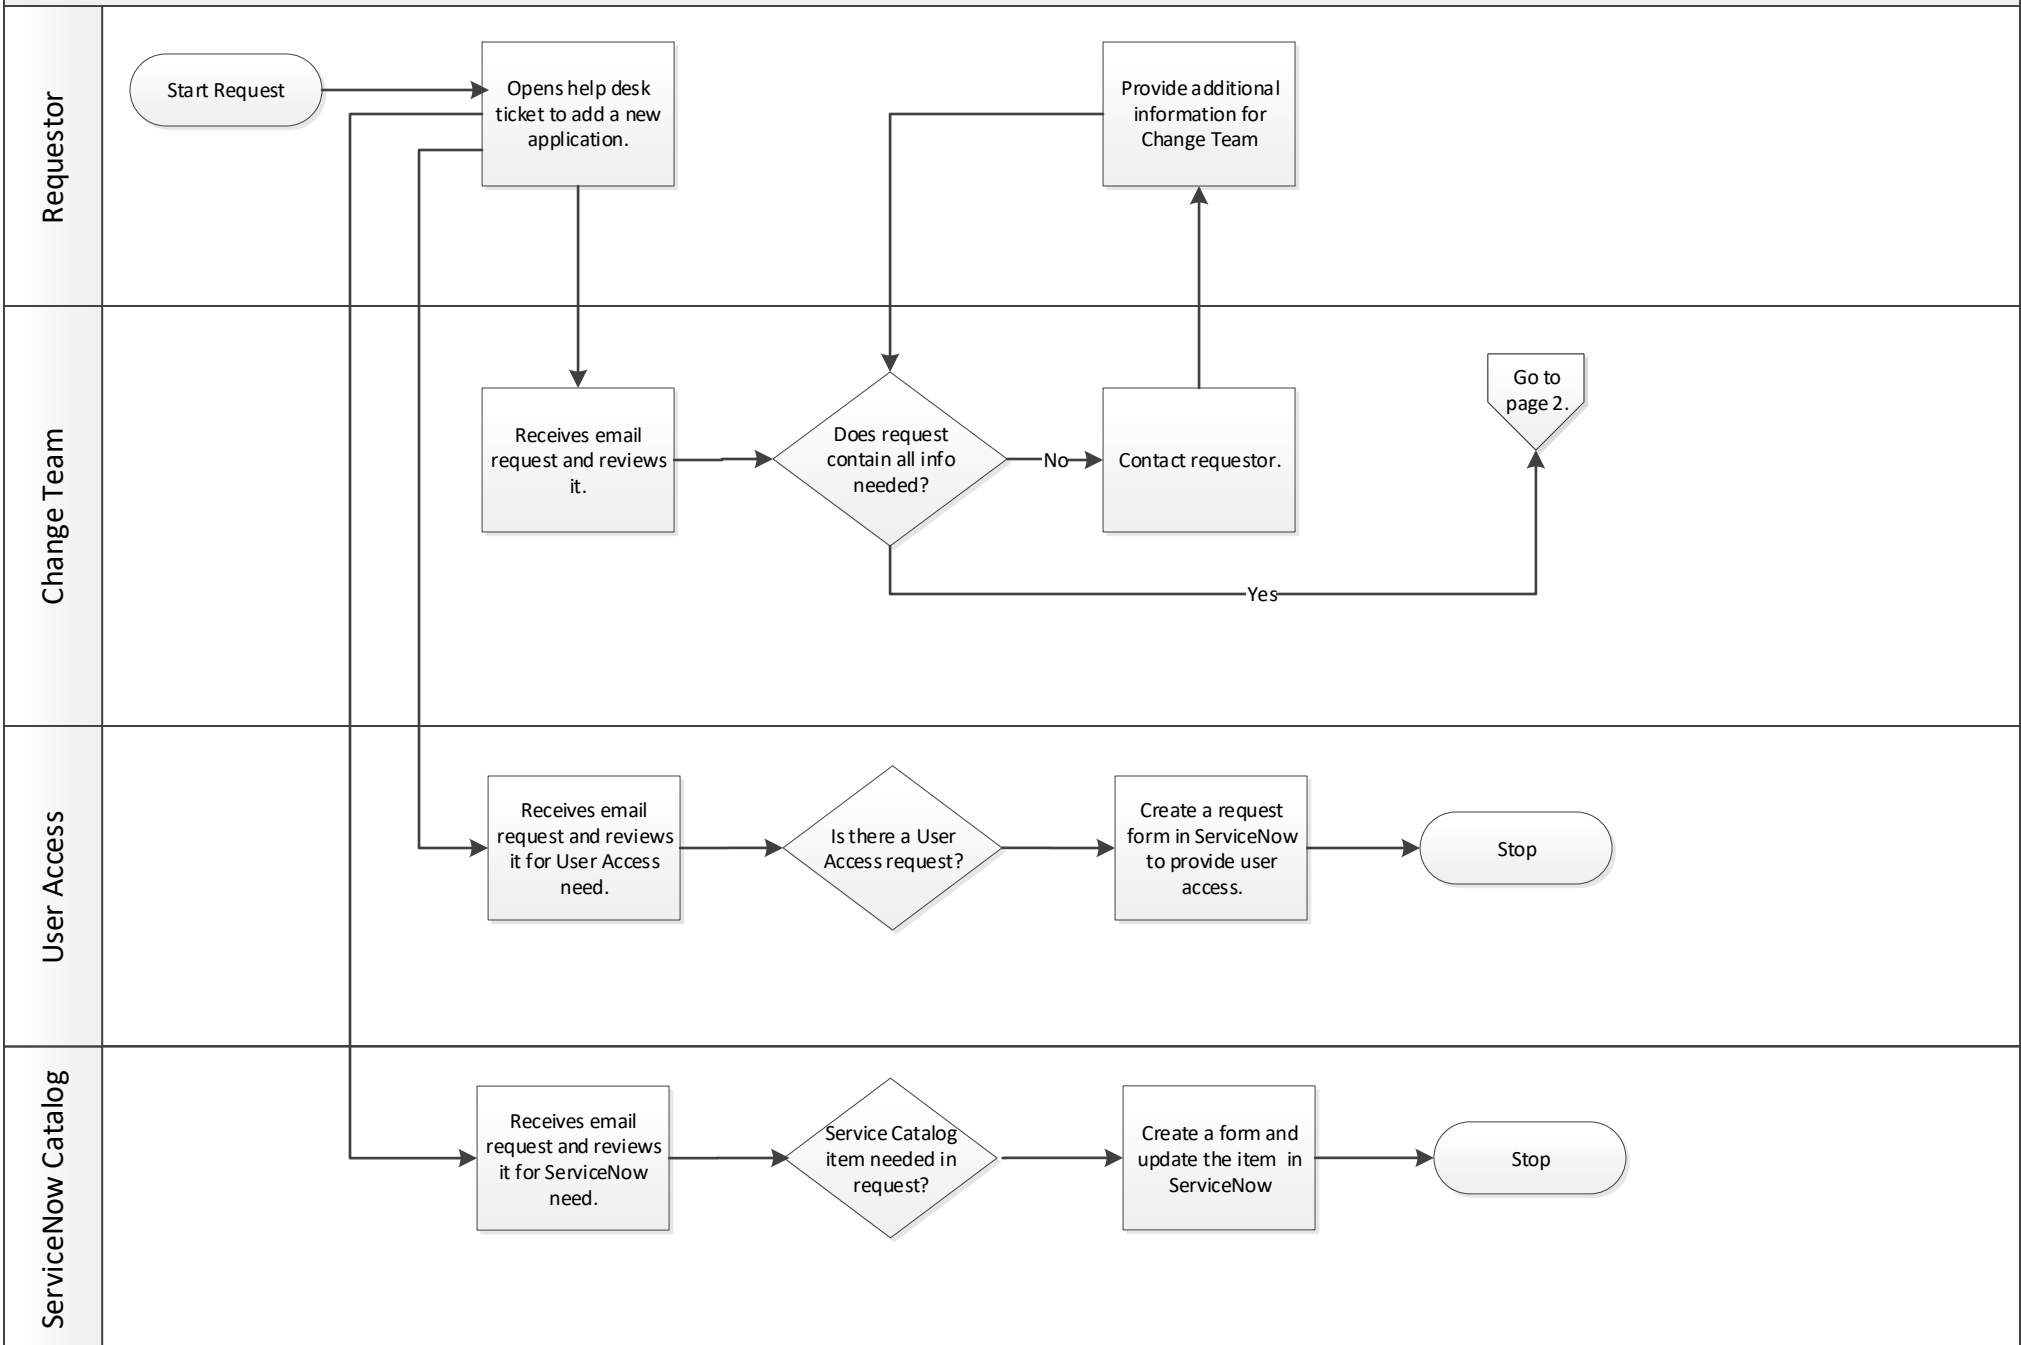 Requestor
Start Request
Opens help desk
ticket to add a new
application.
Provide additional
information for
Change Team
Change Team
Receives email
request and reviews
it.
Does request
contain all info
needed?
No
Contact requestor.
Go to
page 2.
Yes
User Access
Receives email
request and reviews
it for User Access
need.
Is there a User
Access request?
Create a request
form in ServiceNow
to provide user
access.
Stop
ServiceNow Catalog
Receives email
request and reviews
it for ServiceNow
need.
Service Catalog
item needed in
request?
Create a form and
update the item  in
ServiceNow
Stop